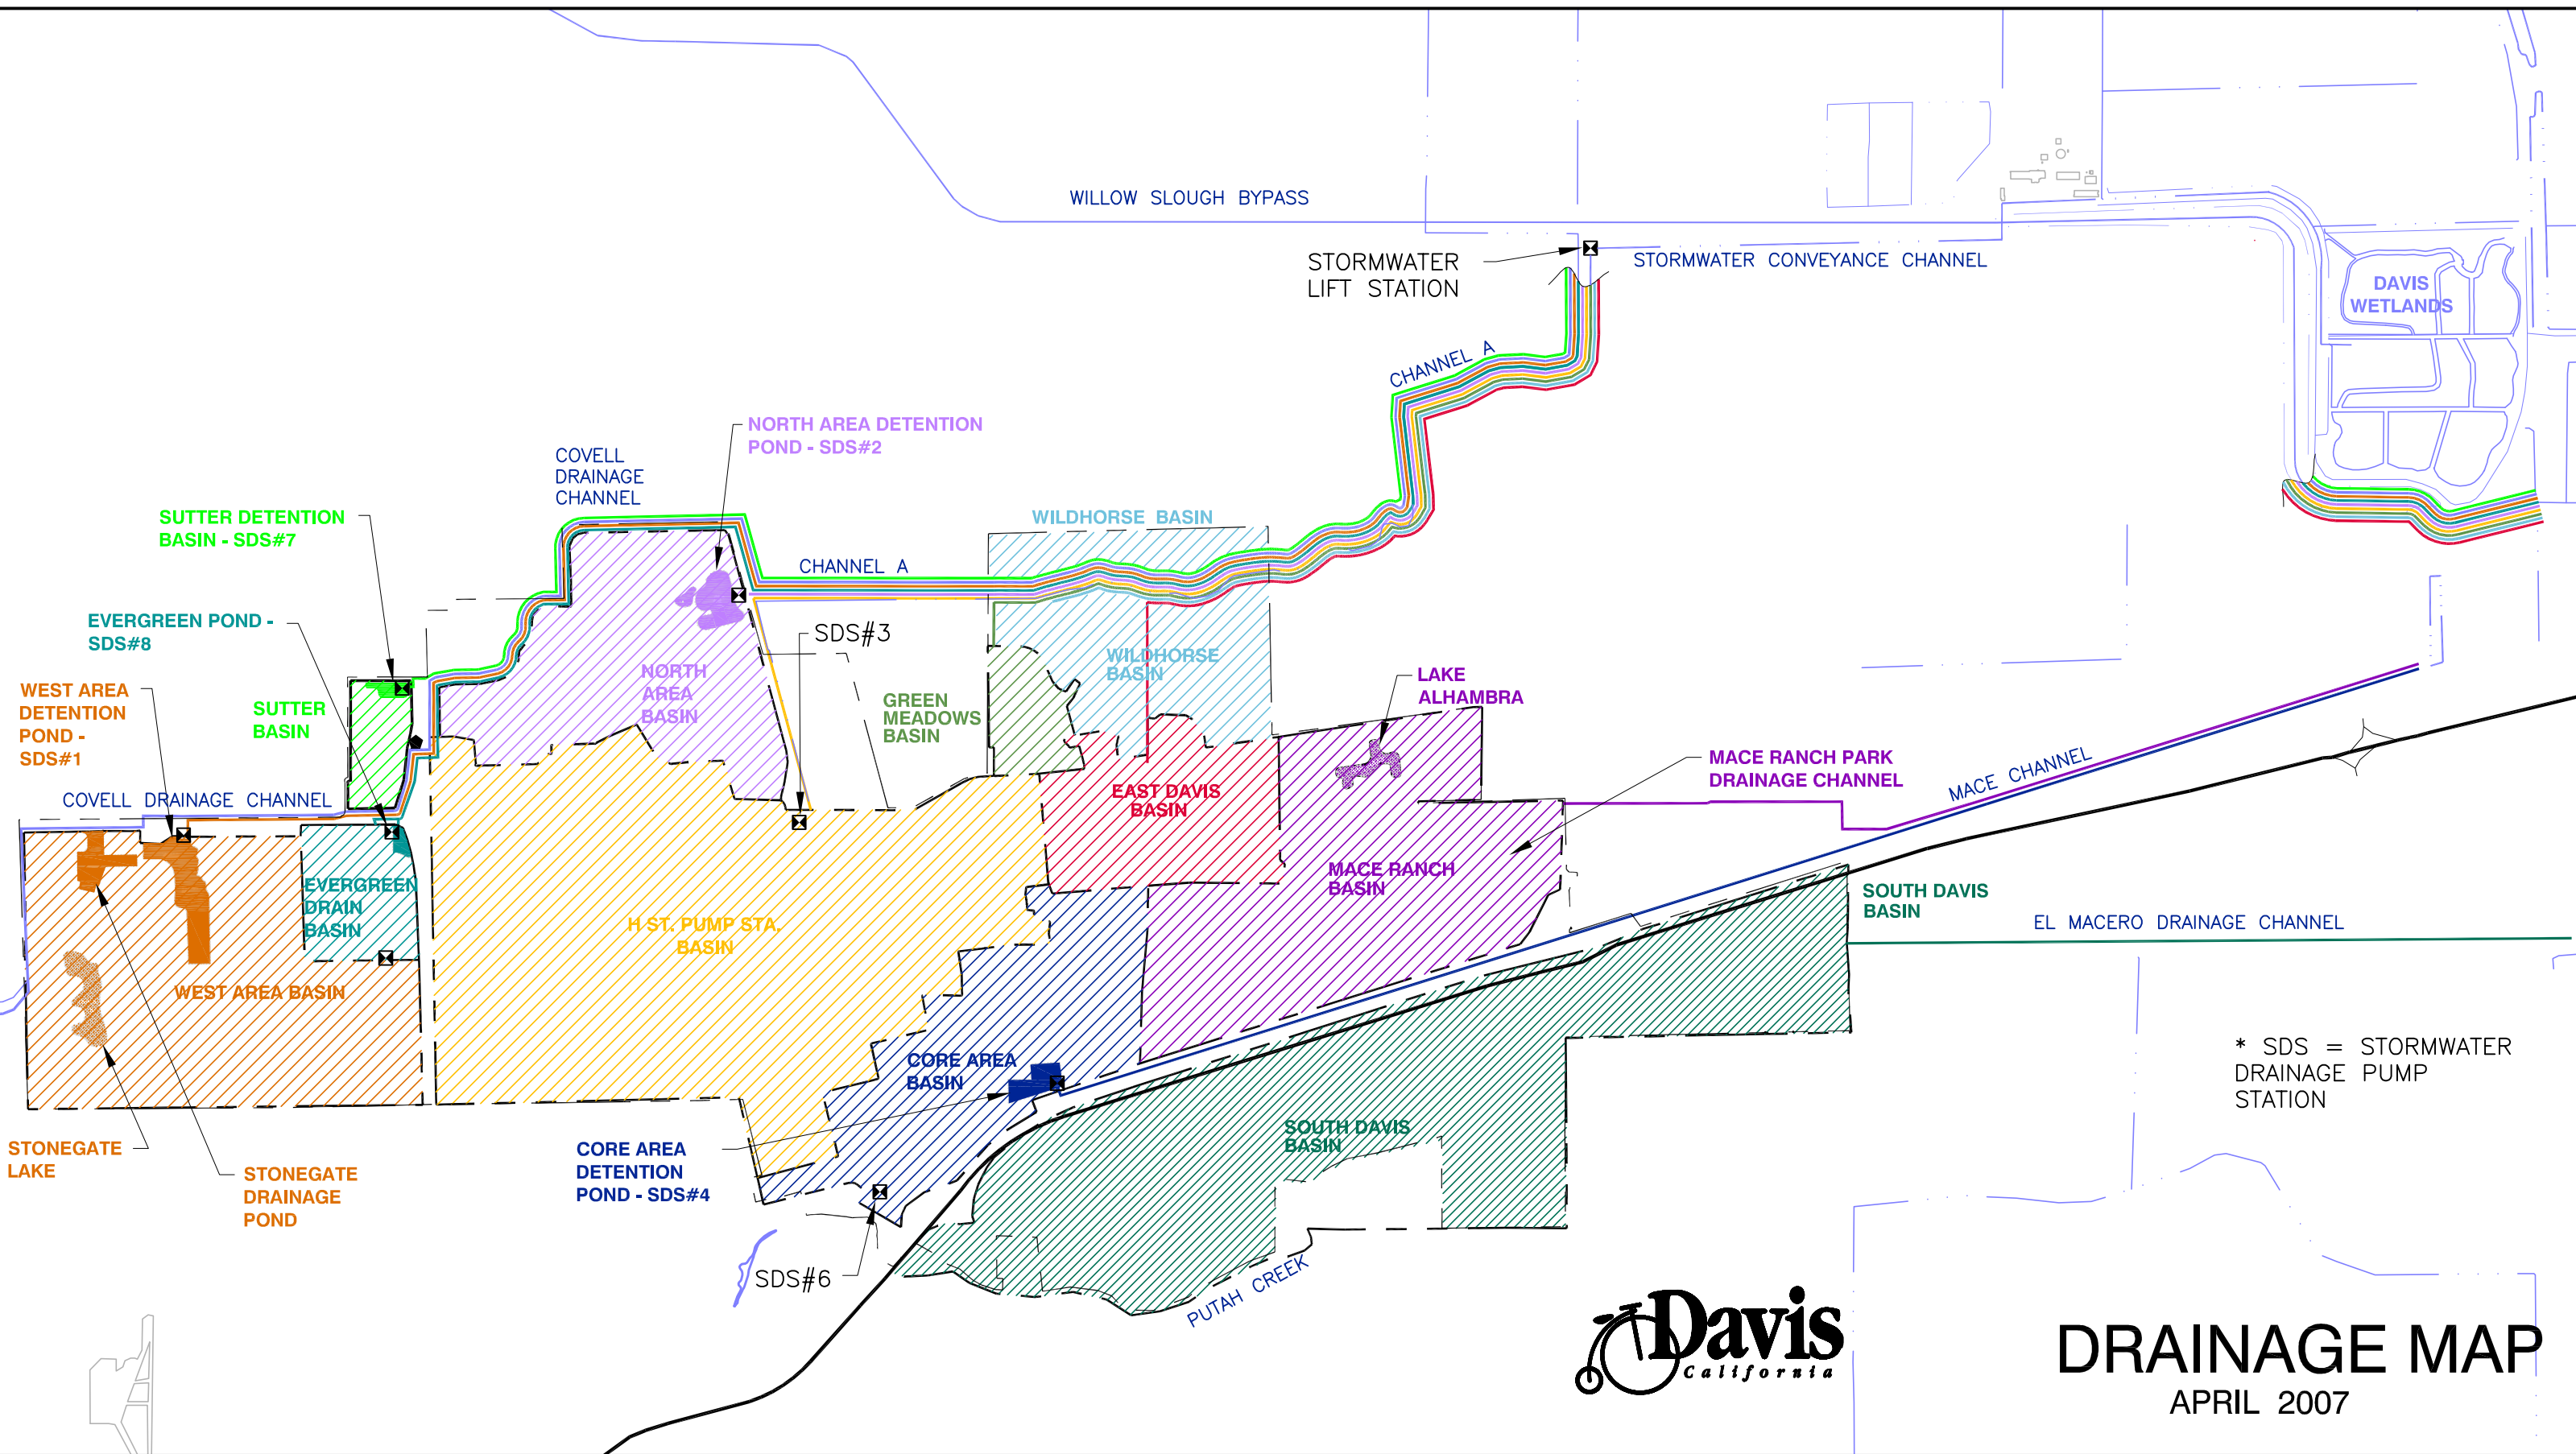 WILLOW SLOUGH BYPASS
STORMWATER
LIFT STATION
STORMWATER CONVEYANCE CHANNEL
DAVIS
WETLANDS
CHANNEL A
NORTH AREA DETENTION
POND - SDS#2
COVELL
DRAINAGE
CHANNEL
SUTTER DETENTION
BASIN - SDS#7
WILDHORSE BASIN
CHANNEL A
EVERGREEN POND -
SDS#8
SDS#3
WEST AREA
DETENTION
POND -
SDS#1
SUTTER
BASIN
NORTH
AREA
BASIN
GREEN
MEADOWS
BASIN
WILDHORSE
BASIN
LAKE
ALHAMBRA
MACE RANCH PARK
DRAINAGE CHANNEL
MACE CHANNEL
COVELL DRAINAGE CHANNEL
EAST DAVIS
BASIN
MACE RANCH
BASIN
EVERGREEN
DRAIN
BASIN
H ST. PUMP STA.
BASIN
SOUTH DAVIS
BASIN
EL MACERO DRAINAGE CHANNEL
WEST AREA BASIN
CORE AREA
BASIN
* SDS = STORMWATER
DRAINAGE PUMP
STATION
STONEGATE
LAKE
STONEGATE
DRAINAGE
POND
CORE AREA
DETENTION
POND - SDS#4
SOUTH DAVIS
BASIN
SDS#6
PUTAH CREEK
Davis
California
DRAINAGE MAP
APRIL 2007